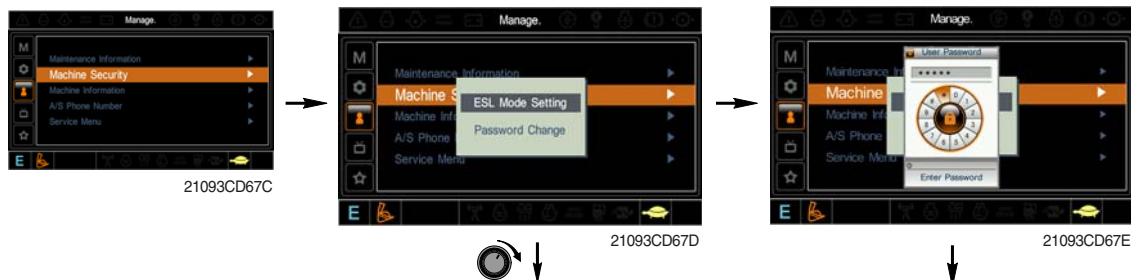 Manage.
M
Maintenance Information
Machine Security
Machine Information
A/S Phone Number
Service Menu
E
21093CD67C
Manage.
M
Maintenance Information
Machine S
ESL Mode Setting
Machine Info
Password Change
A/S Phone
Service Menu
E
21093CD67D
Manage.
User Password
M
*****
Maintenance In
Machine
Machine Info
A/S Phone
Service Menu
Enter Password
E
21093CD67E